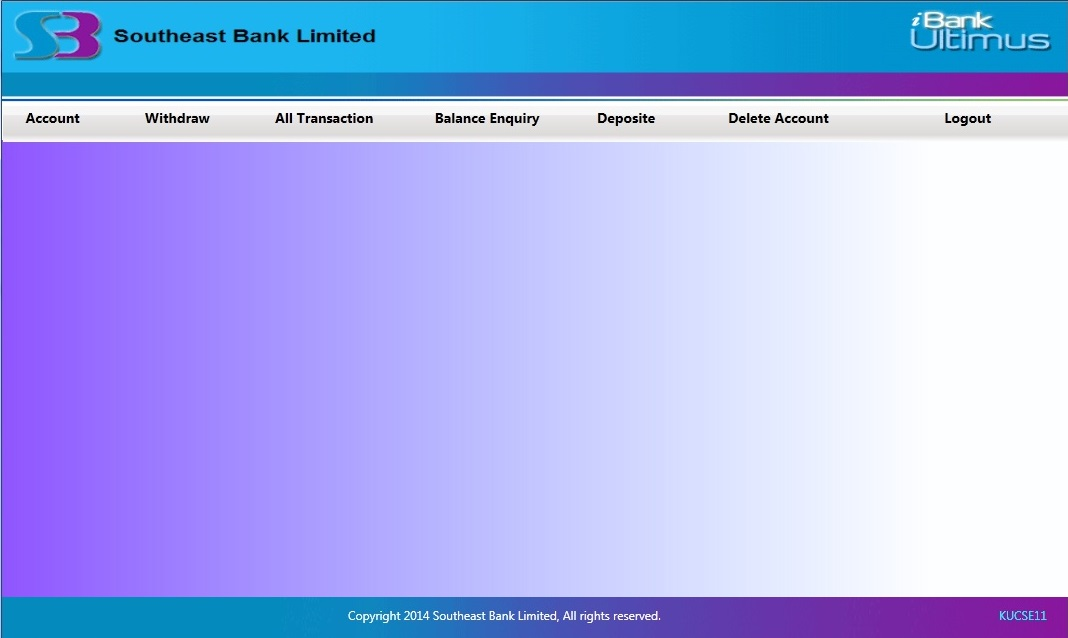 SB Southeast Bank Limited
iBank
Ultimus
Account Withdraw All Transaction Balance Enquiry Deposite Delete Account Logout
Copyright 2014 Southeast Bank Limited, All rights reserved. KUCSE11